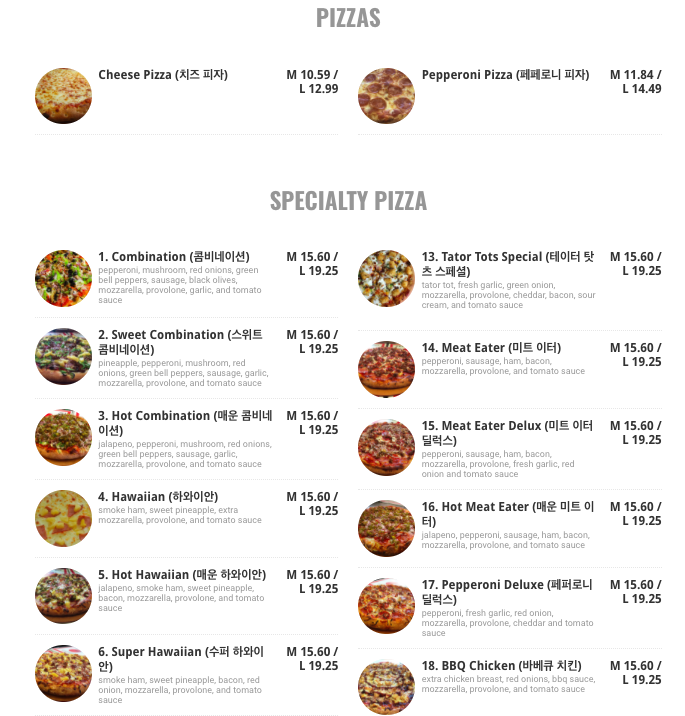 PIZZAS
Cheese Pizza (치즈 피자)
M 10.59 /
L 12.99
Pepperoni Pizza (페페로니 피자)
M 11.84 /
L 14.49
SPECIALTY PIZZA
1. Combination (콤비네이션)
M 15.60 /
L 19.25
pepperoni, mushroom, red onions, green
bell peppers, sausage, black olives,
mozzarella, provolone, garlic, and tomato
sauce
2. Sweet Combination (스위트
콤비네이션)
M 15.60 /
L 19.25
pineapple, pepperoni, mushroom, red
onions, green bell peppers, sausage, garlic,
mozzarella, provolone, and tomato sauce
3. Hot Combination (매운 콤비네
이션)
M 15.60 /
L 19.25
jalapeno, pepperoni, mushroom, red onions,
green bell peppers, sausage, garlic,
mozzarella, provolone, and tomato sauce
4. Hawaiian (하와이안)
M 15.60 /
L 19.25
smoke ham, sweet pineapple, extra
mozzarella, provolone, and tomato sauce
5. Hot Hawaiian (매운 하와이안)
M 15.60 /
L 19.25
jalapeno, smoke ham, sweet pineapple,
bacon, mozzarella, provolone, and tomato
sauce
6. Super Hawaiian (수퍼 하와이
안)
M 15.60 /
L 19.25
smoke ham, sweet pineapple, bacon, red
onion, mozzarella, provolone, and tomato
sauce
13. Tator Tots Special (테이터 탓
츠 스페셜)
M 15.60 /
L 19.25
tator tot, fresh garlic, green onion,
mozzarella, provolone, cheddar, bacon, sour
cream, and tomato sauce
14. Meat Eater (미트 이터)
M 15.60 /
L 19.25
pepperoni, sausage, ham, bacon,
mozzarella, provolone, and tomato sauce
15. Meat Eater Delux (미트 이터
딜럭스)
M 15.60 /
L 19.25
pepperoni, sausage, ham, bacon,
mozzarella, provolone, fresh garlic, red
onion and tomato sauce
16. Hot Meat Eater (매운 미트 이
터)
M 15.60 /
L 19.25
jalapeno, pepperoni, sausage, ham, bacon,
mozzarella, provolone, and tomato sauce
17. Pepperoni Deluxe (페퍼로니
딜럭스)
M 15.60 /
L 19.25
pepperoni, fresh garlic, red onion,
mozzarella, provolone, cheddar and tomato
sauce
18. BBQ Chicken (바베큐 치킨)
M 15.60 /
L 19.25
extra chicken breast, red onions, bbq sauce,
mozzarella, provolone, and tomato sauce